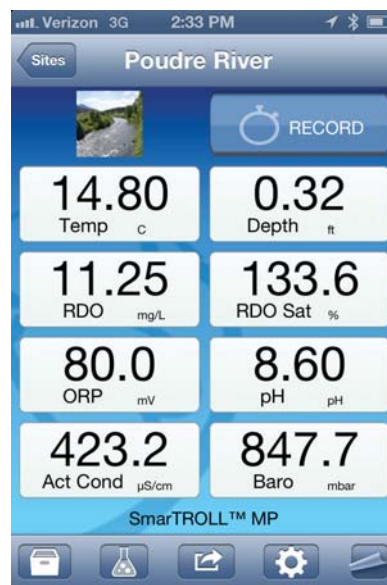 Verizon 3G 2:33 PM
Sites Poudre River
RECORD
14.80 0.32
Temp C Depth ft
11.25 133.6
RDO mg/L RDO Sat %
80.0 8.60
ORP mV pH pH
423.2 847.7
Act Cond µS/cm Baro mbar
SmarTROLL™ MP